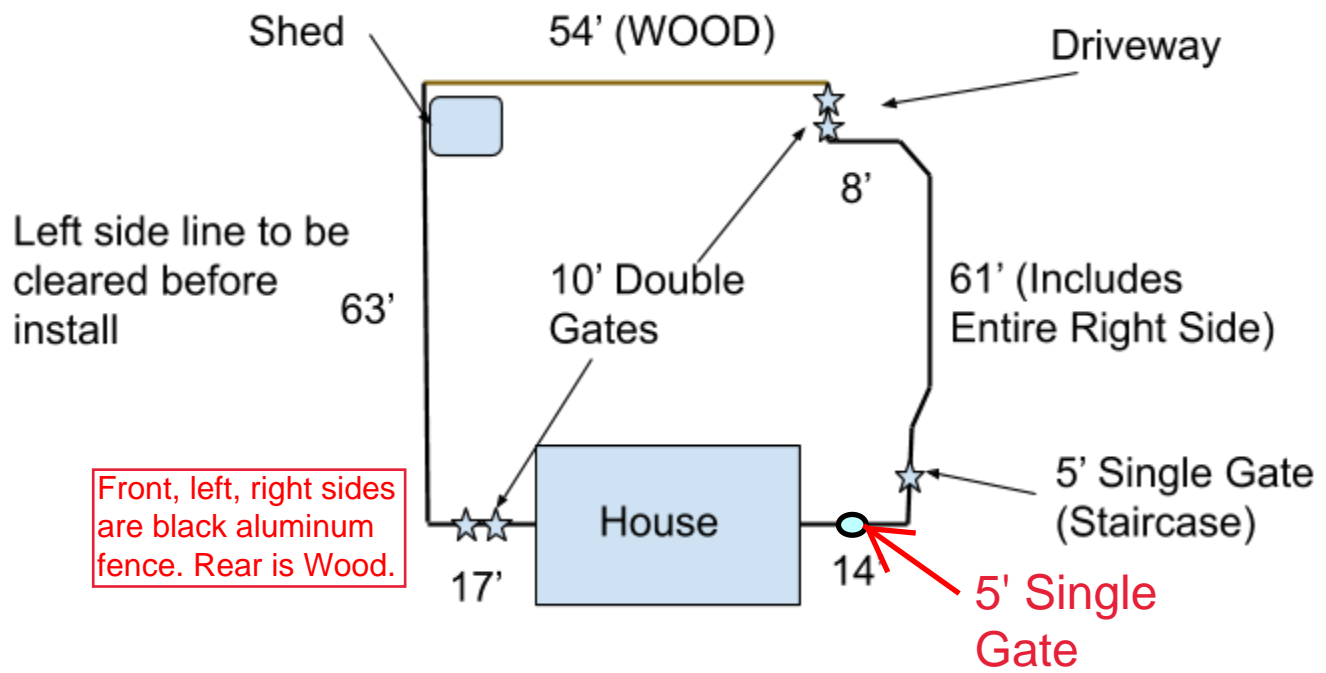 Shed
54’ (WOOD)
Driveway
8’
Left side line to be
cleared before
install
63’
10’ Double
Gates
61’ (Includes
Entire Right Side)
Front, left, right sides
are black aluminum
fence. Rear is Wood.
House
5’ Single Gate
(Staircase)
17’
14’
5' Single
Gate